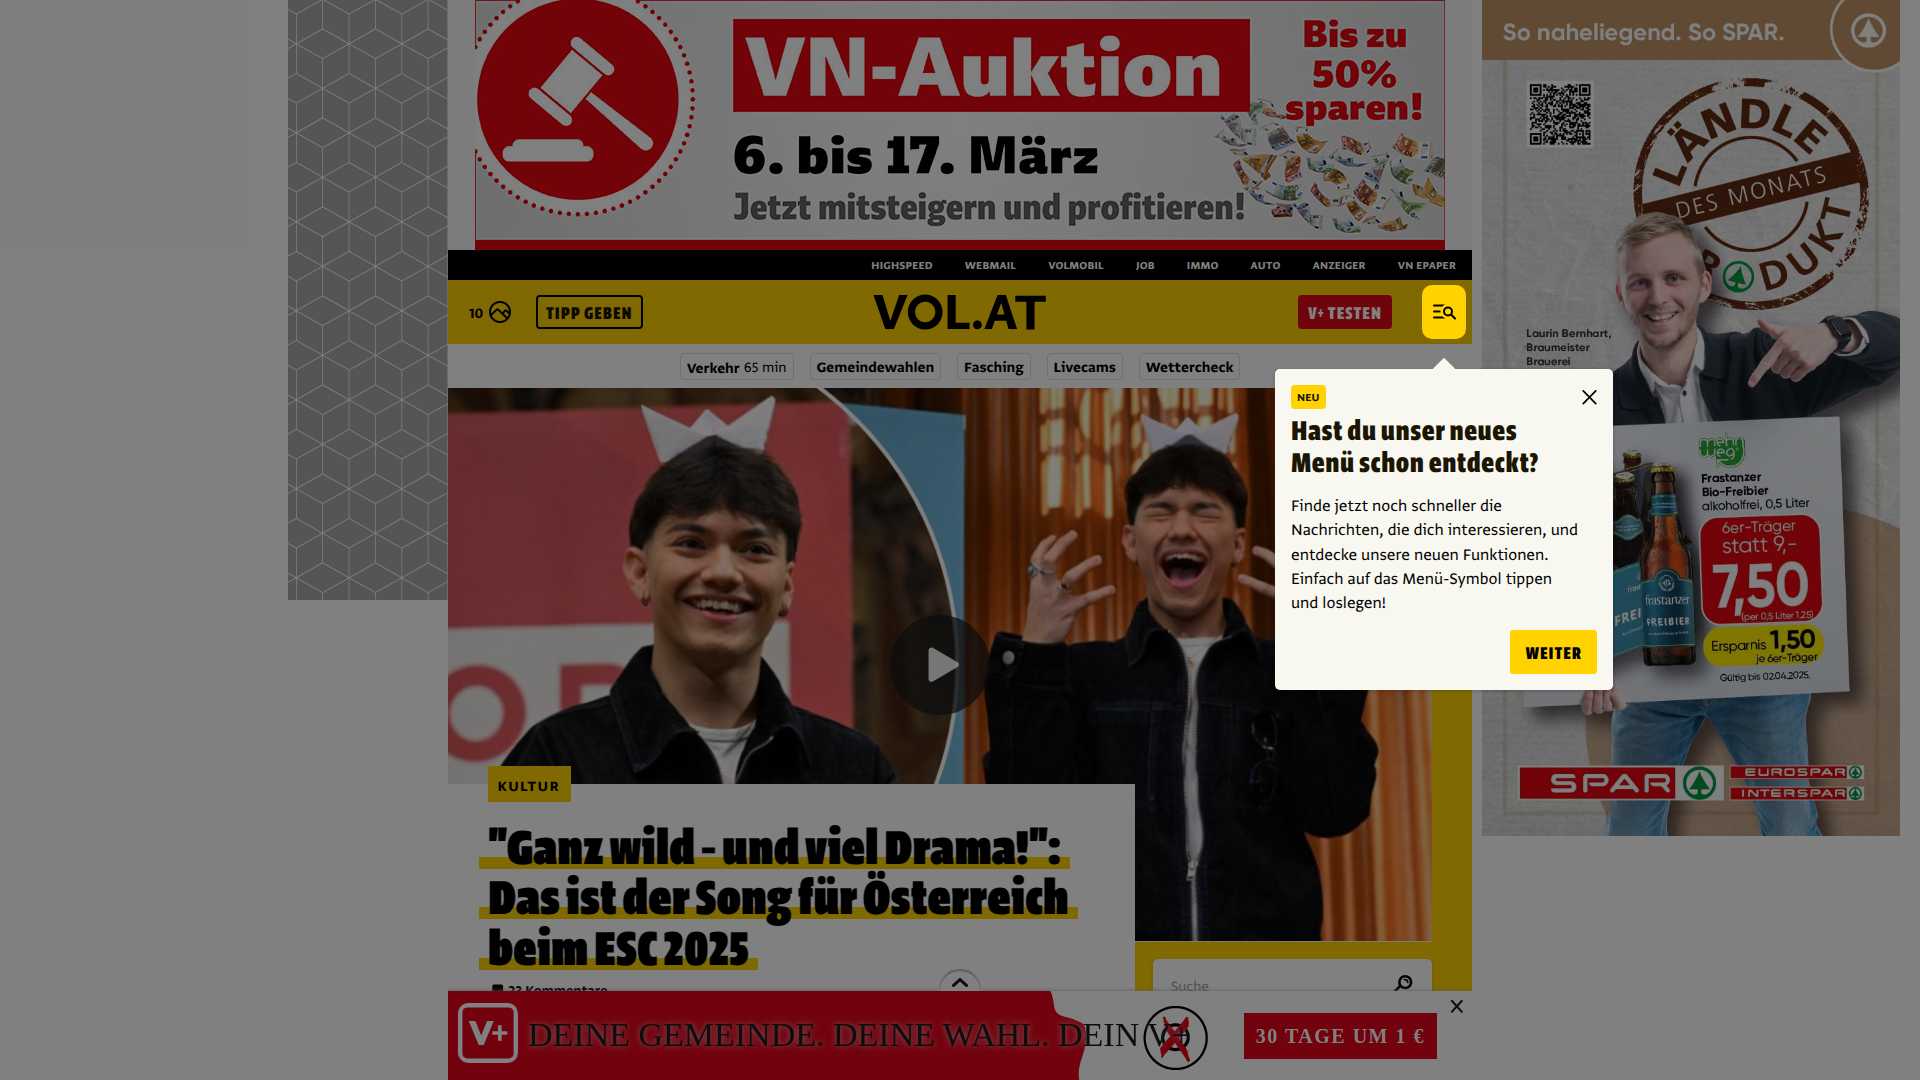 VN-Auktion
6. bis 17. März
Jetzt mitsteigern und profitieren!
Bis zu
50%
sparen!
So naheliegend. So SPAR.
LÄNDLE
DES MONATS
PRODUKT
Laurin Bernhart,
Braumeister
Brauerei
HIGHSPEED WEBMAIL VOLMOBIL JOB IMMO AUTO ANZEIGER VN EPAPER
10 TIPP GEBEN VOL.AT V+ TESTEN
Verkehr 65 min Gemeindewahlen Fasching Livecams Wettercheck
NEU
Hast du unser neues
Menü schon entdeckt?
Finde jetzt noch schneller die
Nachrichten, die dich interessieren, und
entdecke unsere neuen Funktionen.
Einfach auf das Menü-Symbol tippen
und loslegen!
WEITER
mehr
weg
Frastanzer
Bio-Freibier
alkoholfrei, 0,5 Liter
6er-Träger
statt 9,-
7,50
(per 0,5 Liter 1,25)
Ersparnis 1,50
je 6er-Träger
Gültig bis 02.04.2025.
frastanzer
FREIBIER
SPAR
EUROSPAR
INTERSPAR
KULTUR
"Ganz wild - und viel Drama!":
Das ist der Song für Österreich
beim ESC 2025
23 Kommentare
Suche
V+ DEINE GEMEINDE. DEINE WAHL. DEIN V+
30 TAGE UM 1 €